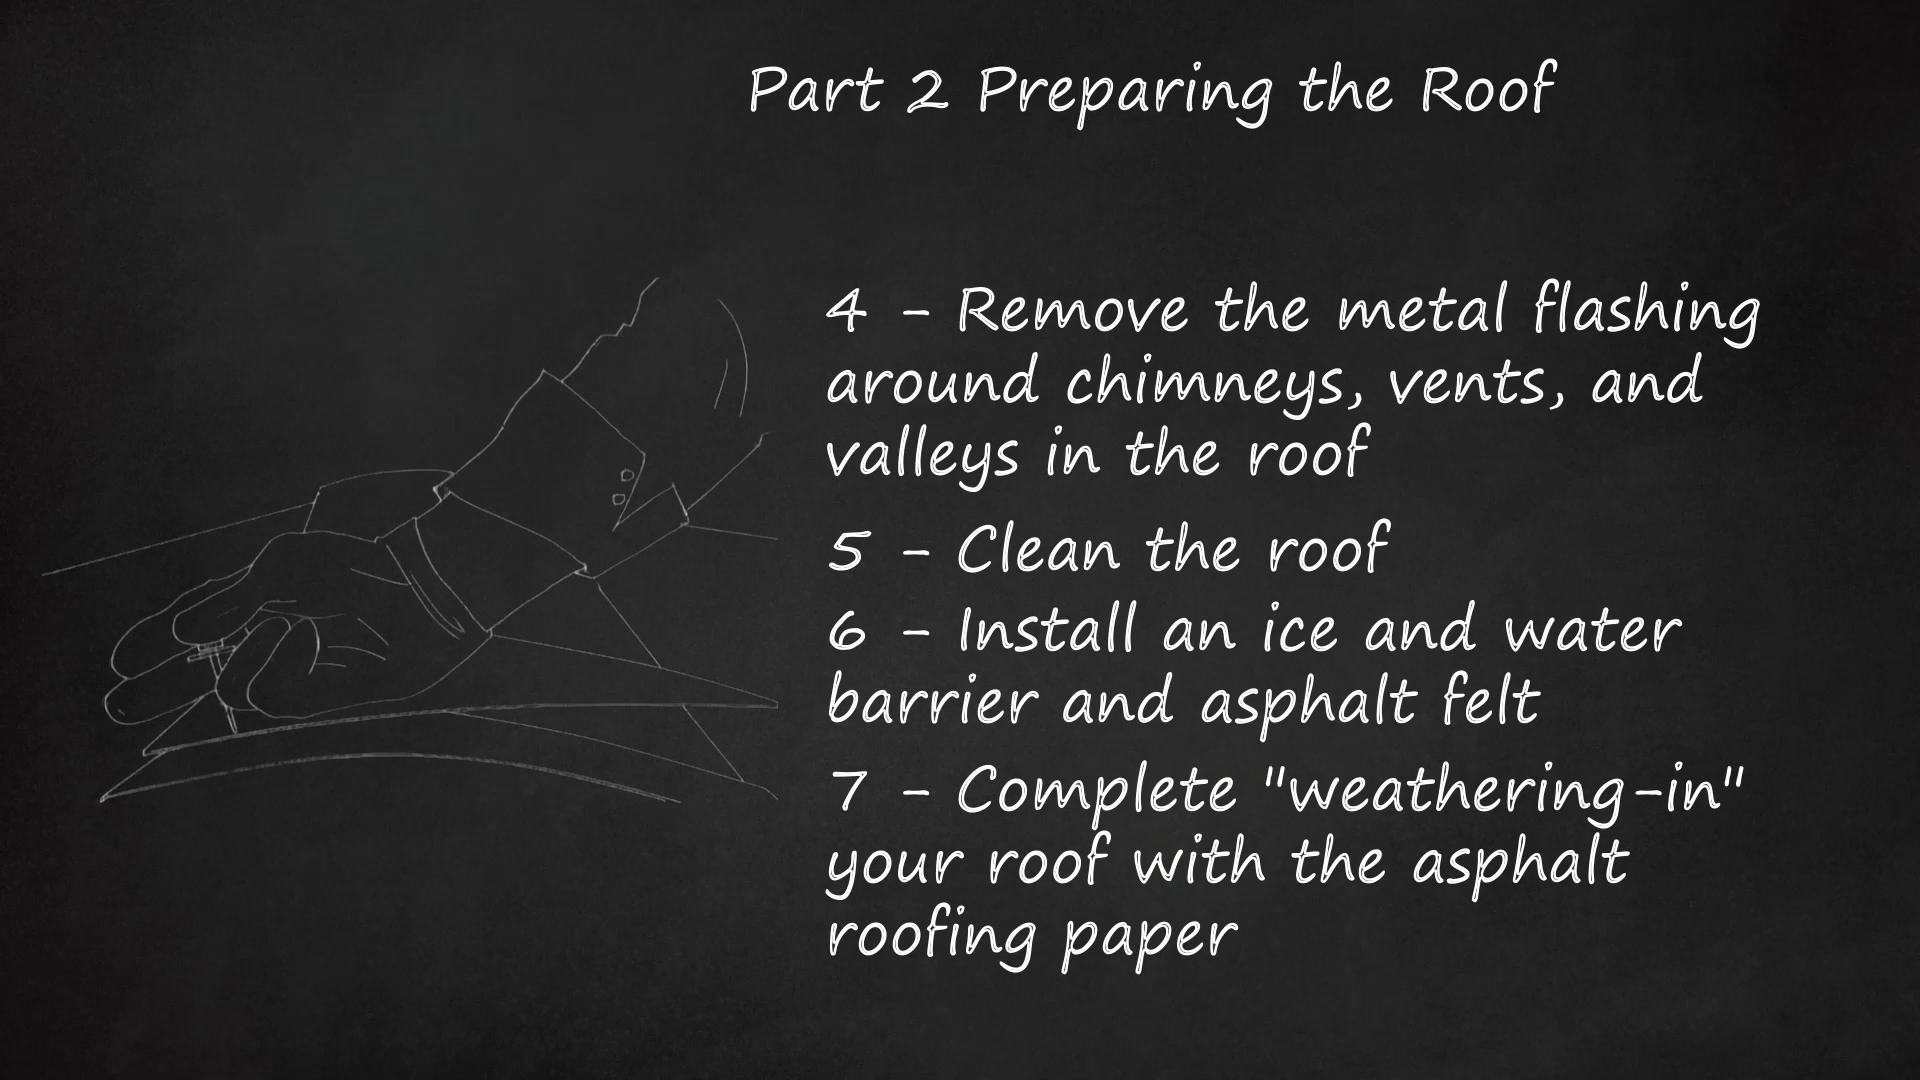 Part 2 Preparing the Roof
4 - Remove the metal flashing
around chimneys, vents, and
valleys in the roof
5 - Clean the roof
6 - Install an ice and water
barrier and asphalt felt
7 - Complete "weathering-in"
your roof with the asphalt
roofing paper